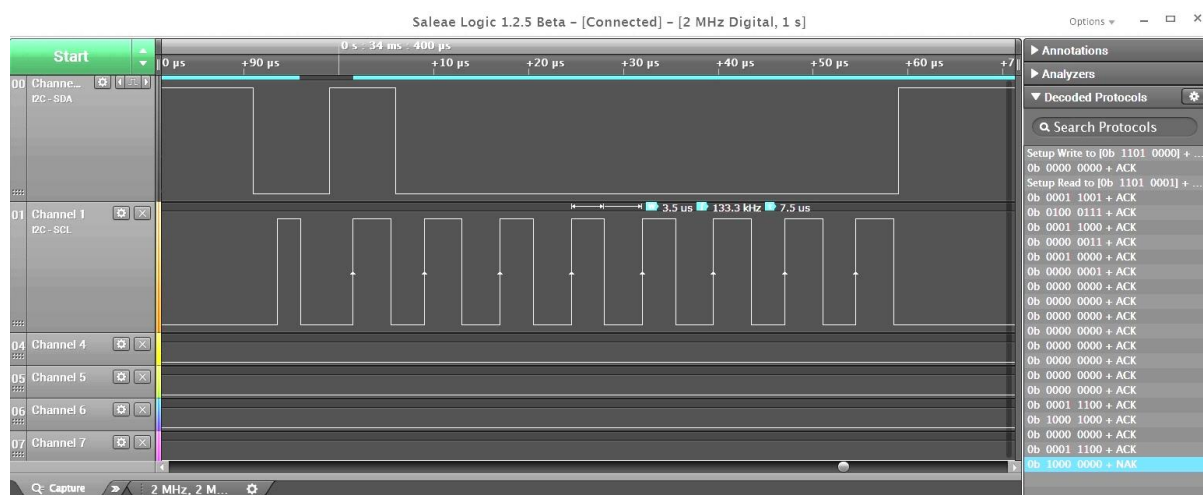 Saleae Logic 1.2.5 Beta – [Connected] – [2 MHz Digital, 1 s]
Options
Start
0 s : 34 ms : 400 µs
0 µs +90 µs +10 µs +20 µs +30 µs +40 µs +50 µs +60 µs +7
00 Channe...
I2C - SDA
01 Channel 1
I2C - SCL
3.5 us 133.3 kHz 7.5 us
04 Channel 4
05 Channel 5
06 Channel 6
07 Channel 7
Capture
2 MHz, 2 M...
Annotations
Analyzers
Decoded Protocols
Search Protocols
Setup Write to [0b 1101 0000] + ...
0b 0000 0000 + ACK
Setup Read to [0b 1101 0001] + ...
0b 0001 1001 + ACK
0b 0100 0111 + ACK
0b 0001 1000 + ACK
0b 0000 0011 + ACK
0b 0001 0000 + ACK
0b 0000 0001 + ACK
0b 0000 0000 + ACK
0b 0000 0000 + ACK
0b 0000 0000 + ACK
0b 0000 0000 + ACK
0b 0000 0000 + ACK
0b 0000 0000 + ACK
0b 0000 0000 + ACK
0b 0000 0000 + ACK
0b 0001 1100 + ACK
0b 1000 1000 + ACK
0b 0000 0000 + ACK
0b 0001 1100 + ACK
0b 1000 0000 + NAK